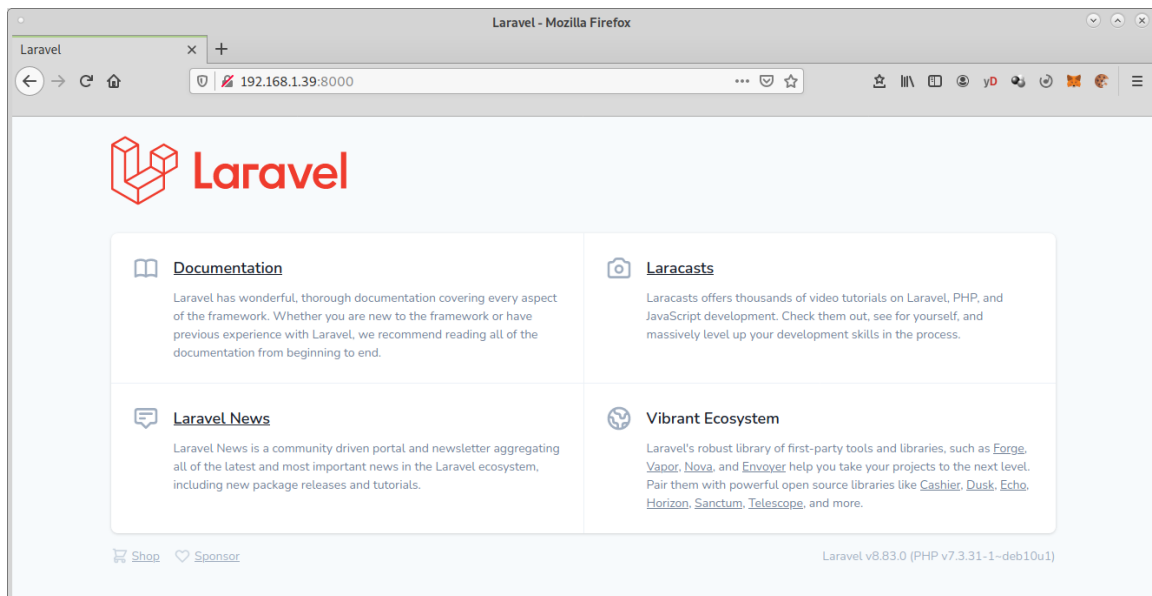 Laravel - Mozilla Firefox
Laravel
192.168.1.39:8000
yD
Laravel
Documentation
Laravel has wonderful, thorough documentation covering every aspect
of the framework. Whether you are new to the framework or have
previous experience with Laravel, we recommend reading all of the
documentation from beginning to end.
Laracasts
Laracasts offers thousands of video tutorials on Laravel, PHP, and
JavaScript development. Check them out, see for yourself, and
massively level up your development skills in the process.
Laravel News
Laravel News is a community driven portal and newsletter aggregating
all of the latest and most important news in the Laravel ecosystem,
including new package releases and tutorials.
Vibrant Ecosystem
Laravel's robust library of first-party tools and libraries, such as Forge,
Vapor, Nova, and Envoyer help you take your projects to the next level.
Pair them with powerful open source libraries like Cashier, Dusk, Echo,
Horizon, Sanctum, Telescope, and more.
Shop Sponsor
Laravel v8.83.0 (PHP v7.3.31-1~deb10u1)